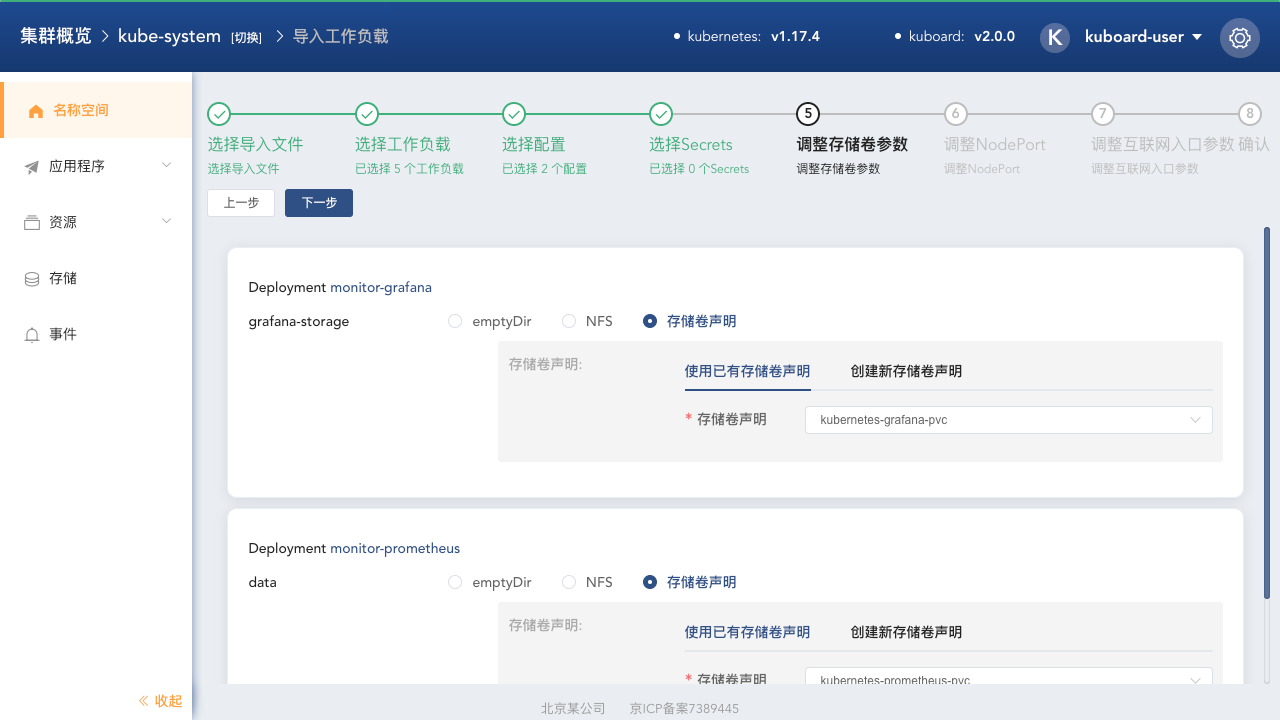 集群概览 > kube-system [切换] > 导入工作负载
kubernetes: v1.17.4
kuboard: v2.0.0
K kuboard-user
名称空间
应用程序
资源
存储
事件
收起
选择导入文件
选择导入文件
选择工作负载
已选择 5 个工作负载
选择配置
已选择 2 个配置
选择Secrets
已选择 0 个Secrets
5
调整存储卷参数
调整存储卷参数
6
调整NodePort
调整NodePort
7
调整互联网入口参数
调整互联网入口参数
8
确认
上一步 下一步
Deployment monitor-grafana
grafana-storage emptyDir NFS 存储卷声明
存储卷声明: 使用已有存储卷声明 创建新存储卷声明
* 存储卷声明 kubernetes-grafana-pvc
Deployment monitor-prometheus
data emptyDir NFS 存储卷声明
存储卷声明: 使用已有存储卷声明 创建新存储卷声明
* 存储卷声明 kubernetes-prometheus-pvc
北京某公司 京ICP备案7389445